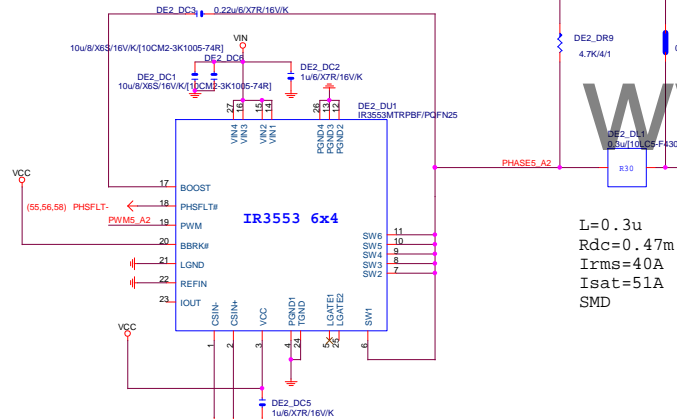 DE2_DC3
0.22u/6/X7R/16V/K
VIN
10u/8/X6S/16V/K/[10CM2-3K1005-74R]
DE2_DC6
DE2_DC1
10u/8/X6S/16V/K/[10CM2-3K1005-74R]
DE2_DC2
1u/6/X7R/16V/K
DE2_DR9
4.7K/4/1
W
DE2_DU1
IR3553MTRPBF/PQFN25
27
16
15
14
26
13
12
VIN4
VIN3
VIN2
VIN1
PGND4
PGND3
PGND2
DE2_DL1
0.3u/[10LC5-F430
R30
PHASE5_A2
VCC
17
BOOST
(55,56,58) PHSFLT-
18
PHSFLT#
PWM5_A2
19
PWM
20
BBRK#
21
LGND
22
REFIN
23
IOUT
IR3553 6x4
SW6
11
SW5
10
SW4
9
SW3
8
SW2
7
L=0.3u
Rdc=0.47m
Irms=40A
Isat=51A
SMD
CSIN-
CSIN+
VCC
PGND1
TGND
LGATE1
LGATE2
SW1
1
2
3
4
24
5
25
6
VCC
DE2_DC5
1u/6/X7R/16V/K